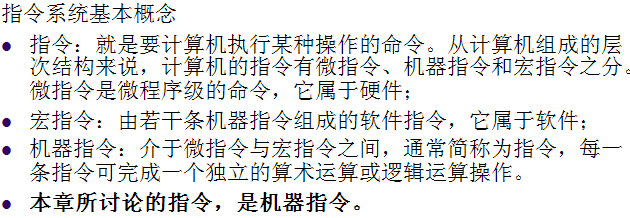 指令系统基本概念
● 指令：就是要计算机执行某种操作的命令。从计算机组成的层
次结构来说，计算机的指令有微指令、机器指令和宏指令之分。
微指令是微程序级的命令，它属于硬件；
● 宏指令：由若干条机器指令组成的软件指令，它属于软件；
● 机器指令：介于微指令与宏指令之间，通常简称为指令，每一
条指令可完成一个独立的算术运算或逻辑运算操作。
● 本章所讨论的指令，是机器指令。